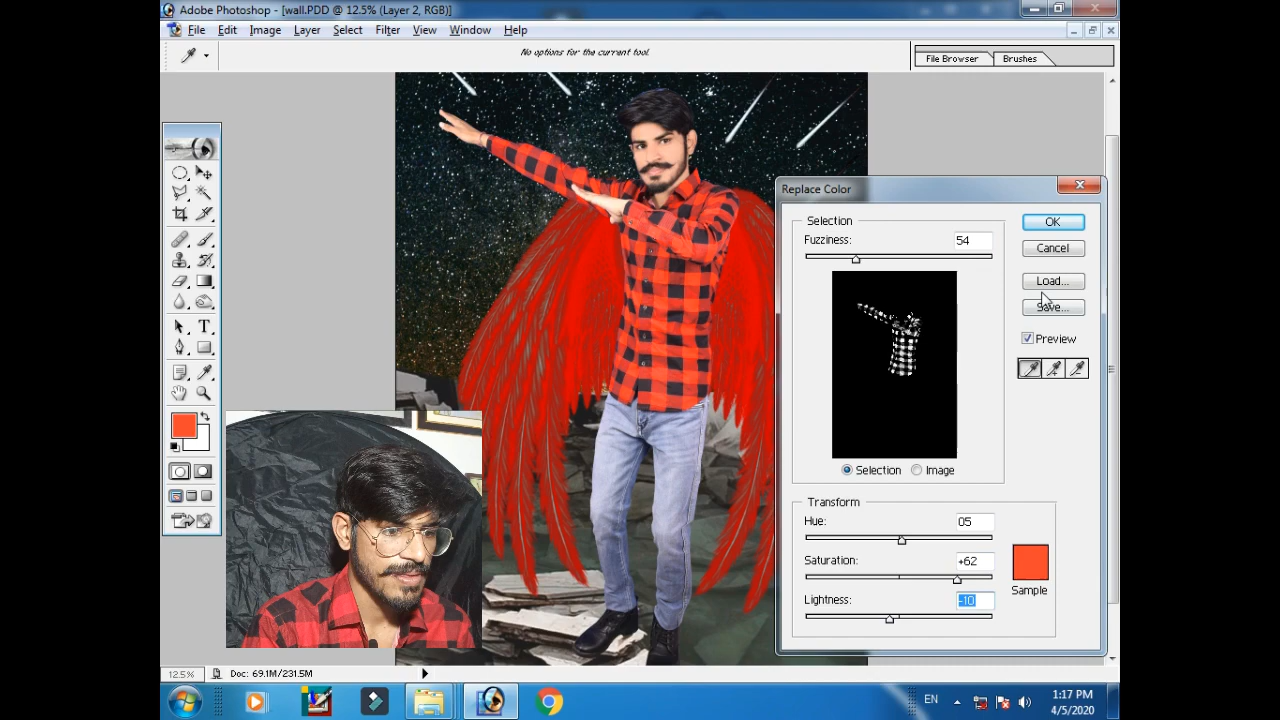 Adobe Photoshop - [wall.PDD @ 12.5% (Layer 2, RGB)]
File Edit Image Layer Select Filter View Window Help
No options for the current tool.
File Browser Brushes
Replace Color
Selection
Fuzziness: 54
OK
Cancel
Load...
Save...
Preview
Selection Image
Transform
Hue: 05
Saturation: +62
Lightness: -10
Sample
T
12.5% Doc: 69.1M/231.5M
EN
1:17 PM
4/5/2020